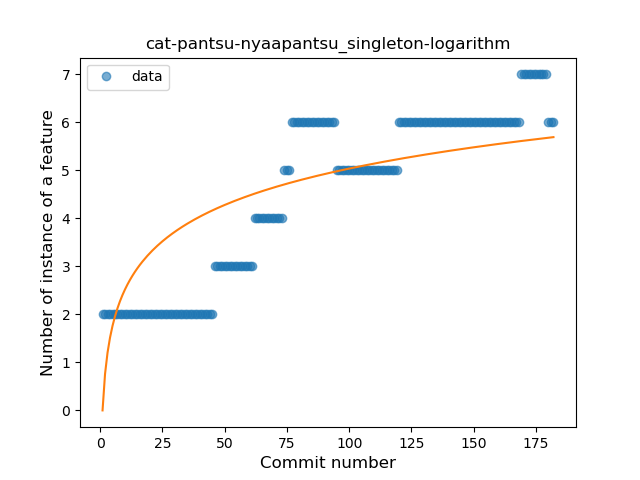 cat-pantsu-nyaapantsu_singleton-logarithm
data
Number of instance of a feature
7
6
5
4
3
2
1
0
0 25 50 75 100 125 150 175
Commit number